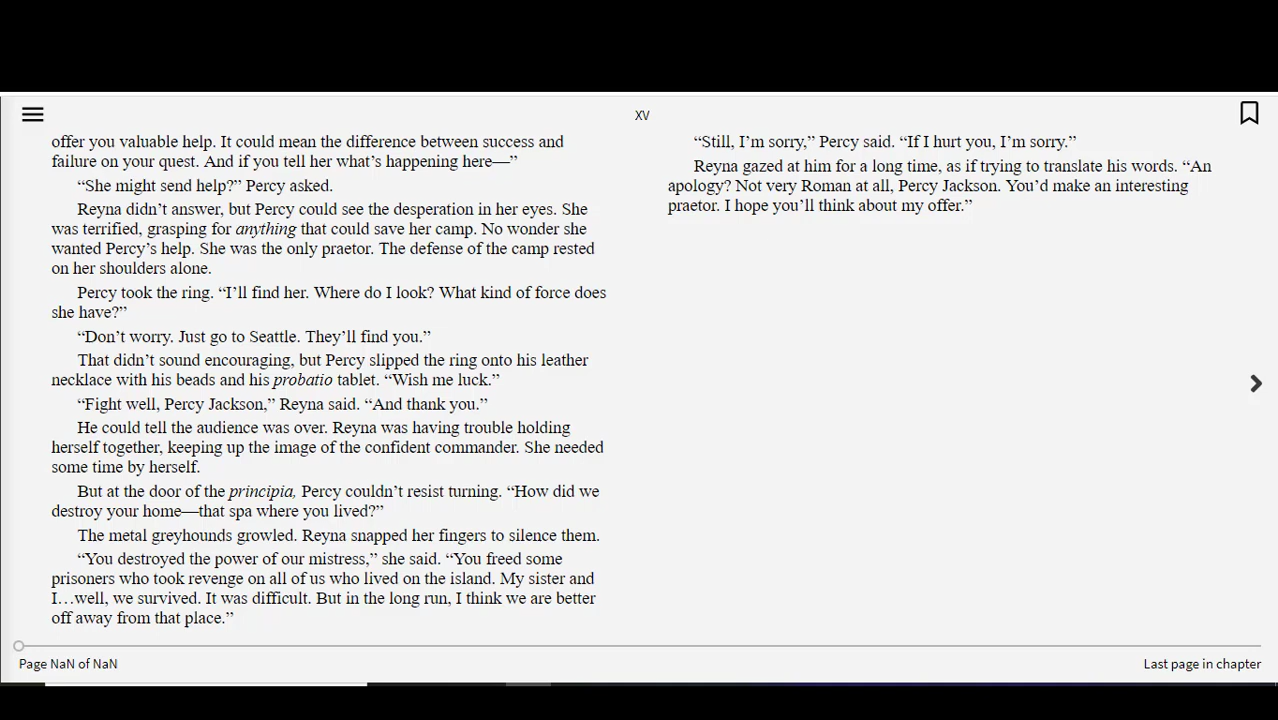 XV
offer you valuable help. It could mean the difference between success and
failure on your quest. And if you tell her what’s happening here—”
“She might send help?” Percy asked.
Reyna didn’t answer, but Percy could see the desperation in her eyes. She
was terrified, grasping for anything that could save her camp. No wonder she
wanted Percy’s help. She was the only praetor. The defense of the camp rested
on her shoulders alone.
Percy took the ring. “I’ll find her. Where do I look? What kind of force does
she have?”
“Don’t worry. Just go to Seattle. They’ll find you.”
That didn’t sound encouraging, but Percy slipped the ring onto his leather
necklace with his beads and his probatio tablet. “Wish me luck.”
“Fight well, Percy Jackson,” Reyna said. “And thank you.”
He could tell the audience was over. Reyna was having trouble holding
herself together, keeping up the image of the confident commander. She needed
some time by herself.
But at the door of the principia, Percy couldn’t resist turning. “How did we
destroy your home—that spa where you lived?”
The metal greyhounds growled. Reyna snapped her fingers to silence them.
“You destroyed the power of our mistress,” she said. “You freed some
prisoners who took revenge on all of us who lived on the island. My sister and
I…well, we survived. It was difficult. But in the long run, I think we are better
off away from that place.”
“Still, I’m sorry,” Percy said. “If I hurt you, I’m sorry.”
Reyna gazed at him for a long time, as if trying to translate his words. “An
apology? Not very Roman at all, Percy Jackson. You’d make an interesting
praetor. I hope you’ll think about my offer.”
Page NaN of NaN
Last page in chapter